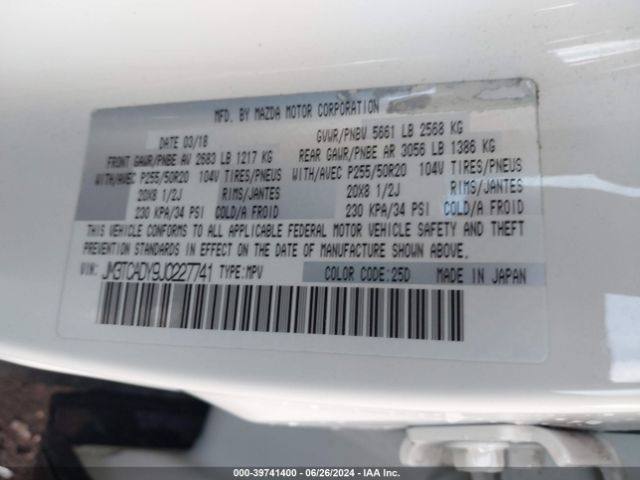 MFD. BY MAZDA MOTOR CORPORATION
DATE 03/18 GVWR/PNBV 5661 LB 2568 KG
FRONT GAWR/PNBE AV 2683 LB 1217 KG REAR GAWR/PNBE AR 3056 LB 1386 KG
WITH/AVEC P255/50R20 104V TIRES/PNEUS WITH/AVEC P255/50R20 104V TIRES/PNEUS
20X8 1/2J RIMS/JANTES 20X8 1/2J RIMS/JANTES
230 KPA/34 PSI COLD/A FROID 230 KPA/34 PSI COLD/A FROID
THIS VEHICLE CONFORMS TO ALL APPLICABLE FEDERAL MOTOR VEHICLE SAFETY AND THEFT
PREVENTION STANDARDS IN EFFECT ON THE DATE OF MANUFACTURE SHOWN ABOVE.
VIN: JM3TCADY9J0227741 TYPE:MPV COLOR CODE:25D MADE IN JAPAN
000-39741400 - 06/26/2024 - IAA Inc.